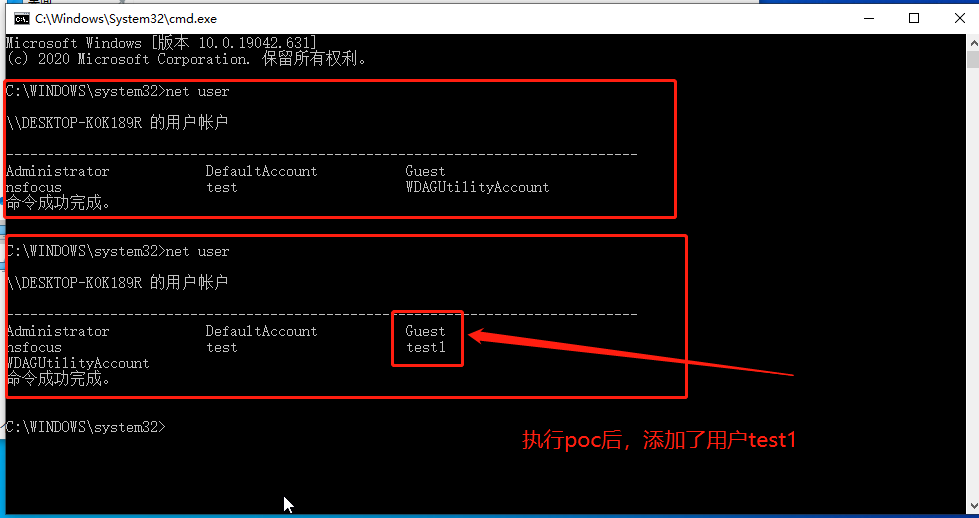 C:\Windows\System32\cmd.exe
Microsoft Windows [版本 10.0.19042.631]
(c) 2020 Microsoft Corporation. 保留所有权利。
C:\WINDOWS\system32>net user
\\DESKTOP-K0K189R 的用户帐户
-------------------------------------------------------------------------------
Administrator DefaultAccount Guest
nsfocus test WDAGUtilityAccount
命令成功完成。
C:\WINDOWS\system32>net user
\\DESKTOP-K0K189R 的用户帐户
-------------------------------------------------------------------------------
Administrator DefaultAccount Guest
nsfocus test test1
WDAGUtilityAccount
命令成功完成。
C:\WINDOWS\system32>
执行poc后，添加了用户test1